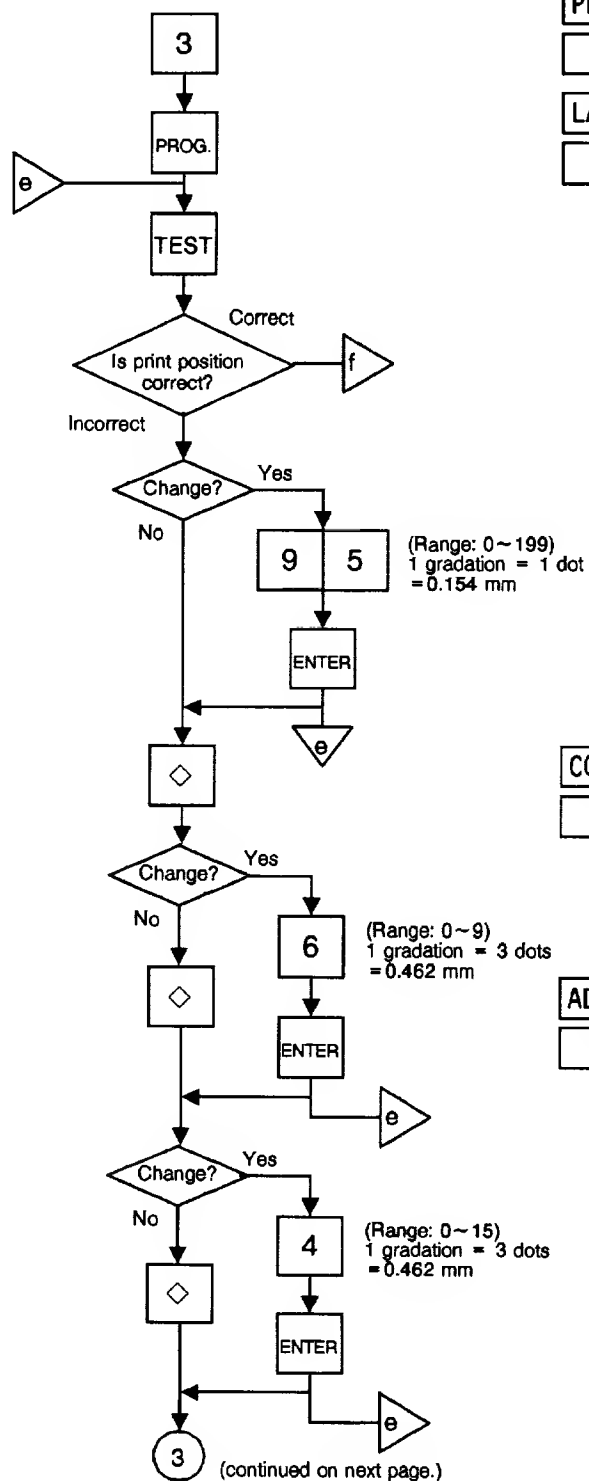 3
PROG.
e
TEST
Correct
Is print position
correct?
f
Incorrect
Change?
Yes
No
9 5
(Range: 0~199)
1 gradation = 1 dot
=0.154 mm
ENTER
e
◇
Change?
Yes
No
6
(Range: 0~9)
1 gradation = 3 dots
=0.462 mm
◇
ENTER
e
Change?
Yes
No
4
(Range: 0~15)
1 gradation = 3 dots
=0.462 mm
◇
ENTER
e
3
(continued on next page.)
LA
CO
AD